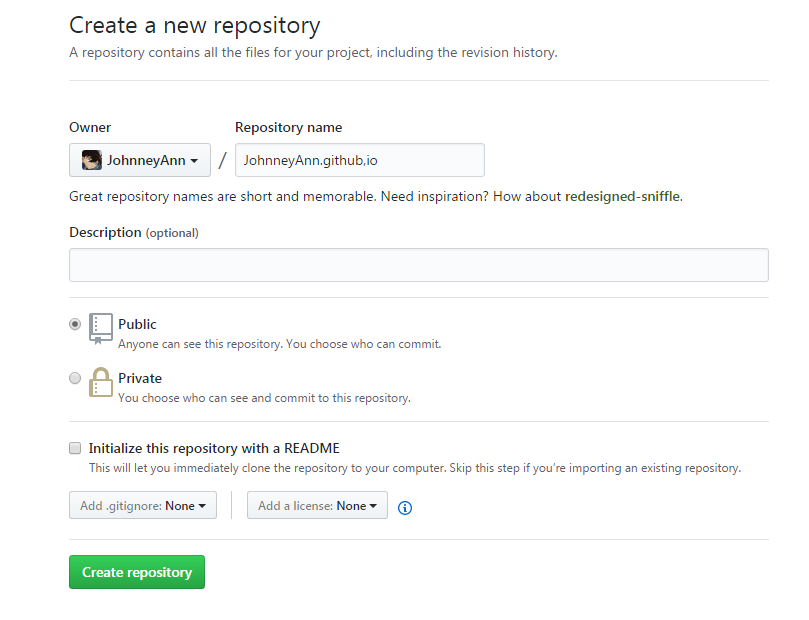 Create a new repository
A repository contains all the files for your project, including the revision history.
Owner
Repository name
JohnneyAnn / JohnneyAnn.github,io
Great repository names are short and memorable. Need inspiration? How about redesigned-sniffle.
Description (optional)
Public
Anyone can see this repository. You choose who can commit.
Private
You choose who can see and commit to this repository.
Initialize this repository with a README
This will let you immediately clone the repository to your computer. Skip this step if you're importing an existing repository.
Add .gitignore: None
Add a license: None
Create repository